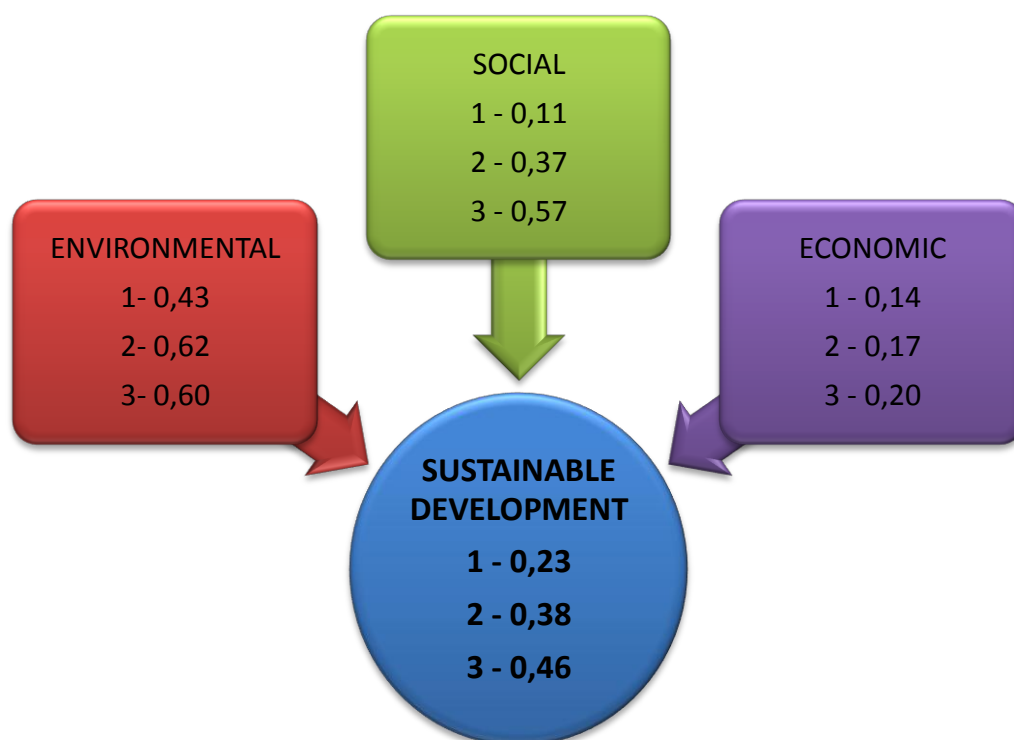 SOCIAL
1 - 0,11
2 - 0,37
3 - 0,57
ENVIRONMENTAL
1- 0,43
2- 0,62
3- 0,60
ECONOMIC
1 - 0,14
2 - 0,17
3 - 0,20
SUSTAINABLE
DEVELOPMENT
1 - 0,23
2 - 0,38
3 - 0,46